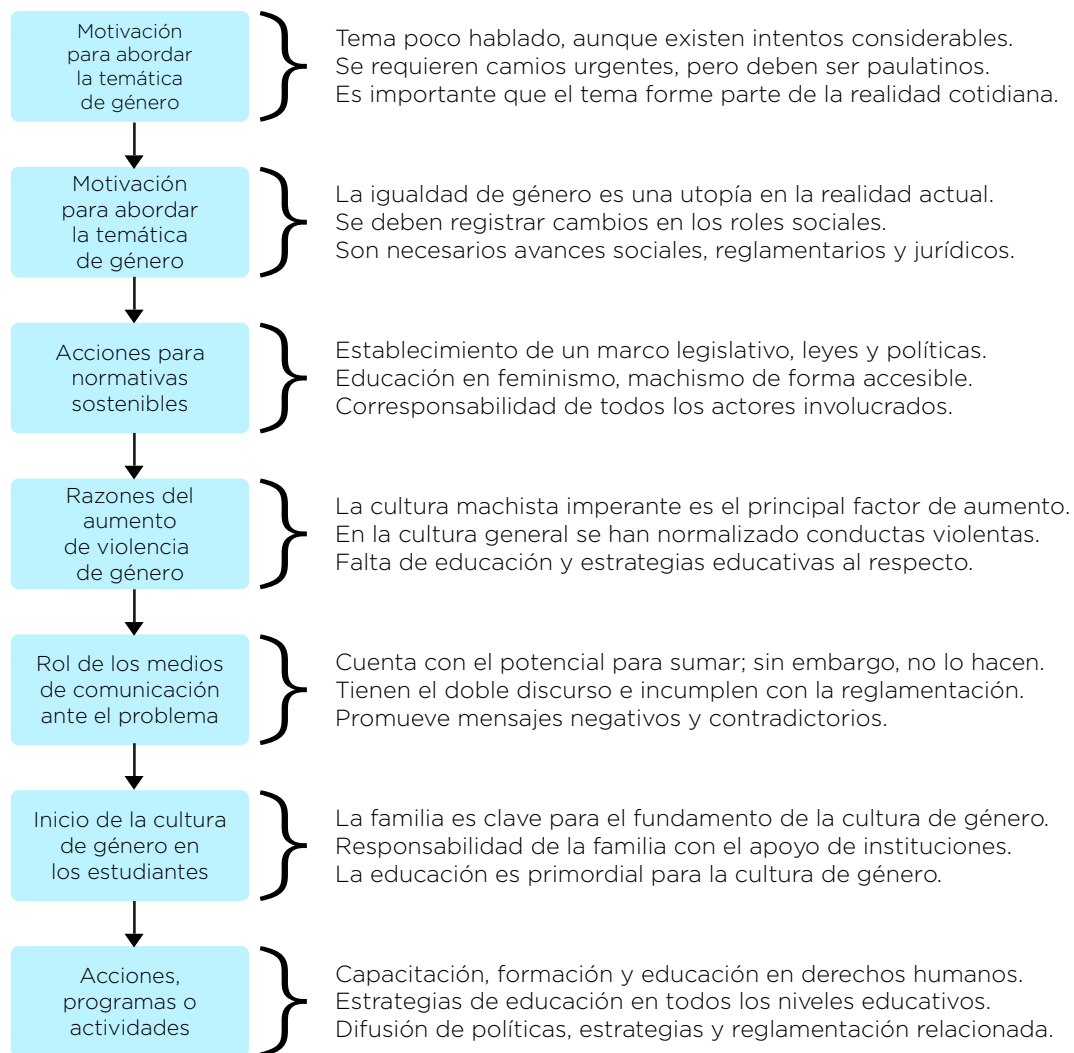 Motivación
para abordar
la temática
de género
Tema poco hablado, aunque existen intentos considerables.
Se requieren camios urgentes, pero deben ser paulatinos.
Es importante que el tema forme parte de la realidad cotidiana.
Motivación
para abordar
la temática
de género
La igualdad de género es una utopía en la realidad actual.
Se deben registrar cambios en los roles sociales.
Son necesarios avances sociales, reglamentarios y jurídicos.
Acciones para
normativas
sostenibles
Establecimiento de un marco legislativo, leyes y políticas.
Educación en feminismo, machismo de forma accesible.
Corresponsabilidad de todos los actores involucrados.
Razones del
aumento
de violencia
de género
La cultura machista imperante es el principal factor de aumento.
En la cultura general se han normalizado conductas violentas.
Falta de educación y estrategias educativas al respecto.
Rol de los medios
de comunicación
ante el problema
Cuenta con el potencial para sumar; sin embargo, no lo hacen.
Tienen el doble discurso e incumplen con la reglamentación.
Promueve mensajes negativos y contradictorios.
Inicio de la cultura
de género en
los estudiantes
La familia es clave para el fundamento de la cultura de género.
Responsabilidad de la familia con el apoyo de instituciones.
La educación es primordial para la cultura de género.
Acciones,
programas o
actividades
Capacitación, formación y educación en derechos humanos.
Estrategias de educación en todos los niveles educativos.
Difusión de políticas, estrategias y reglamentación relacionada.